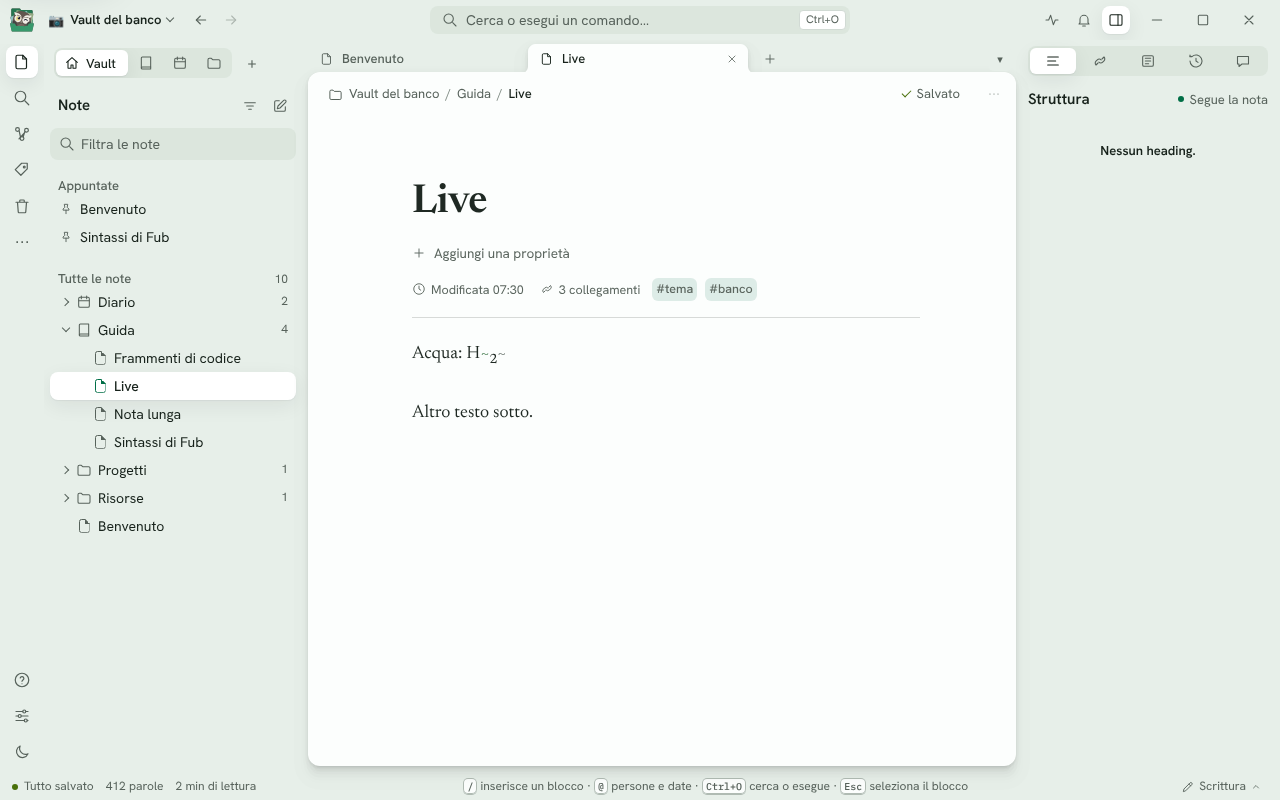 Vault del banco
Cerca o esegui un comando...
Ctrl+O
Vault
Benvenuto
Live
Note
Filtra le note
Appuntate
Benvenuto
Sintassi di Fub
Tutte le note 10
Diario 2
Guida 4
Frammenti di codice
Live
Nota lunga
Sintassi di Fub
Progetti 1
Risorse 1
Benvenuto
Vault del banco / Guida / Live
Salvato
Live
Aggiungi una proprietà
Modificata 07:30 3 collegamenti #tema #banco
Acqua: H~2~
Altro testo sotto.
Struttura
Segue la nota
Nessun heading.
Tutto salvato 412 parole 2 min di lettura
/ inserisce un blocco · @ persone e date · Ctrl+O cerca o esegue · Esc seleziona il blocco
Scrittura